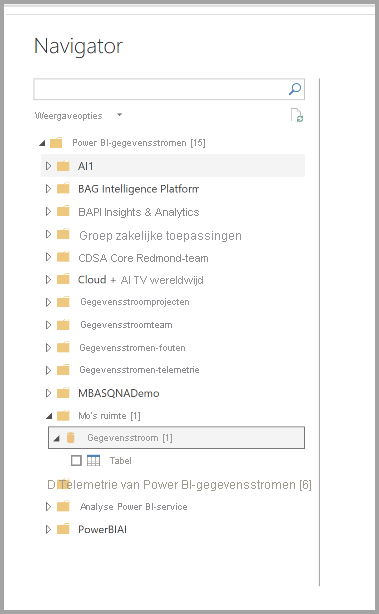 Navigator
Weergaveopties
Power BI-gegevensstromen [15]
AI1
BAG Intelligence Platform
BAPI Insights & Analytics
Groep zakelijke toepassingen
CDSA Core Redmond-team
Cloud + AI TV wereldwijd
Gegevensstroomprojecten
Gegevensstroomteam
Gegevensstromen-fouten
Gegevensstromen-telemetrie
MBASQNADemo
Mo's ruimte [1]
Gegevensstroom [1]
Tabel
D Telemetrie van Power BI-gegevensstromen [6]
Analyse Power BI-service
PowerBIAI